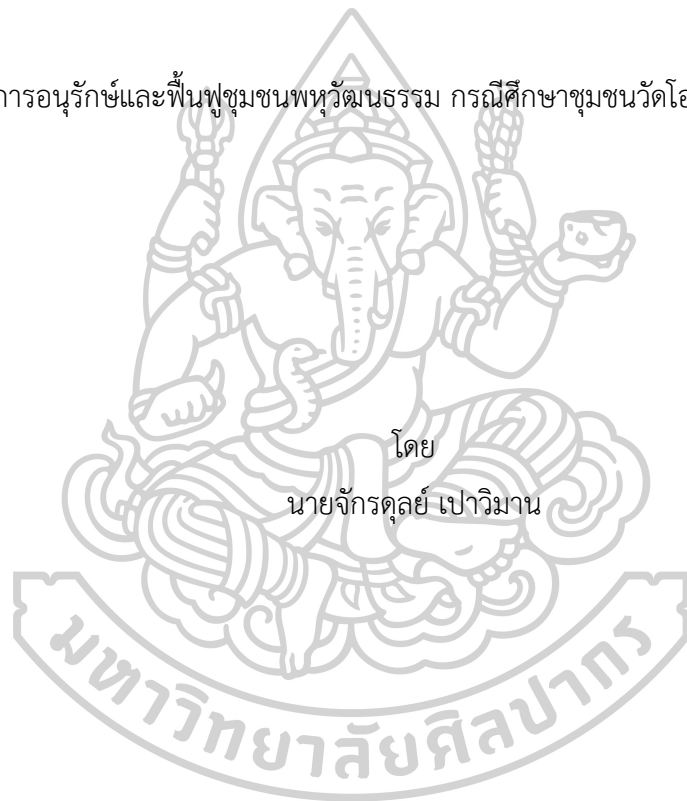 การอนุรักษ์และฟื้นฟูชุมชนพหุวัฒนธรรม กรณีศึกษาชุมชนวัด
โดย
นายจักรดุลย์ เปาวิมาน
มหาวิทยาลัยศิลปากร